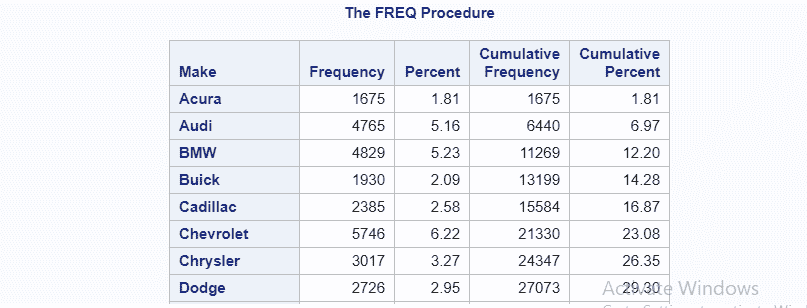 The FREQ Procedure
Make Frequency Percent Cumulative Frequency Cumulative Percent
Acura 1675 1.81 1675 1.81
Audi 4765 5.16 6440 6.97
BMW 4829 5.23 11269 12.20
Buick 1930 2.09 13199 14.28
Cadillac 2385 2.58 15584 16.87
Chevrolet 5746 6.22 21330 23.08
Chrysler 3017 3.27 24347 26.35
Dodge 2726 2.95 27073 29.30
Activate Windows